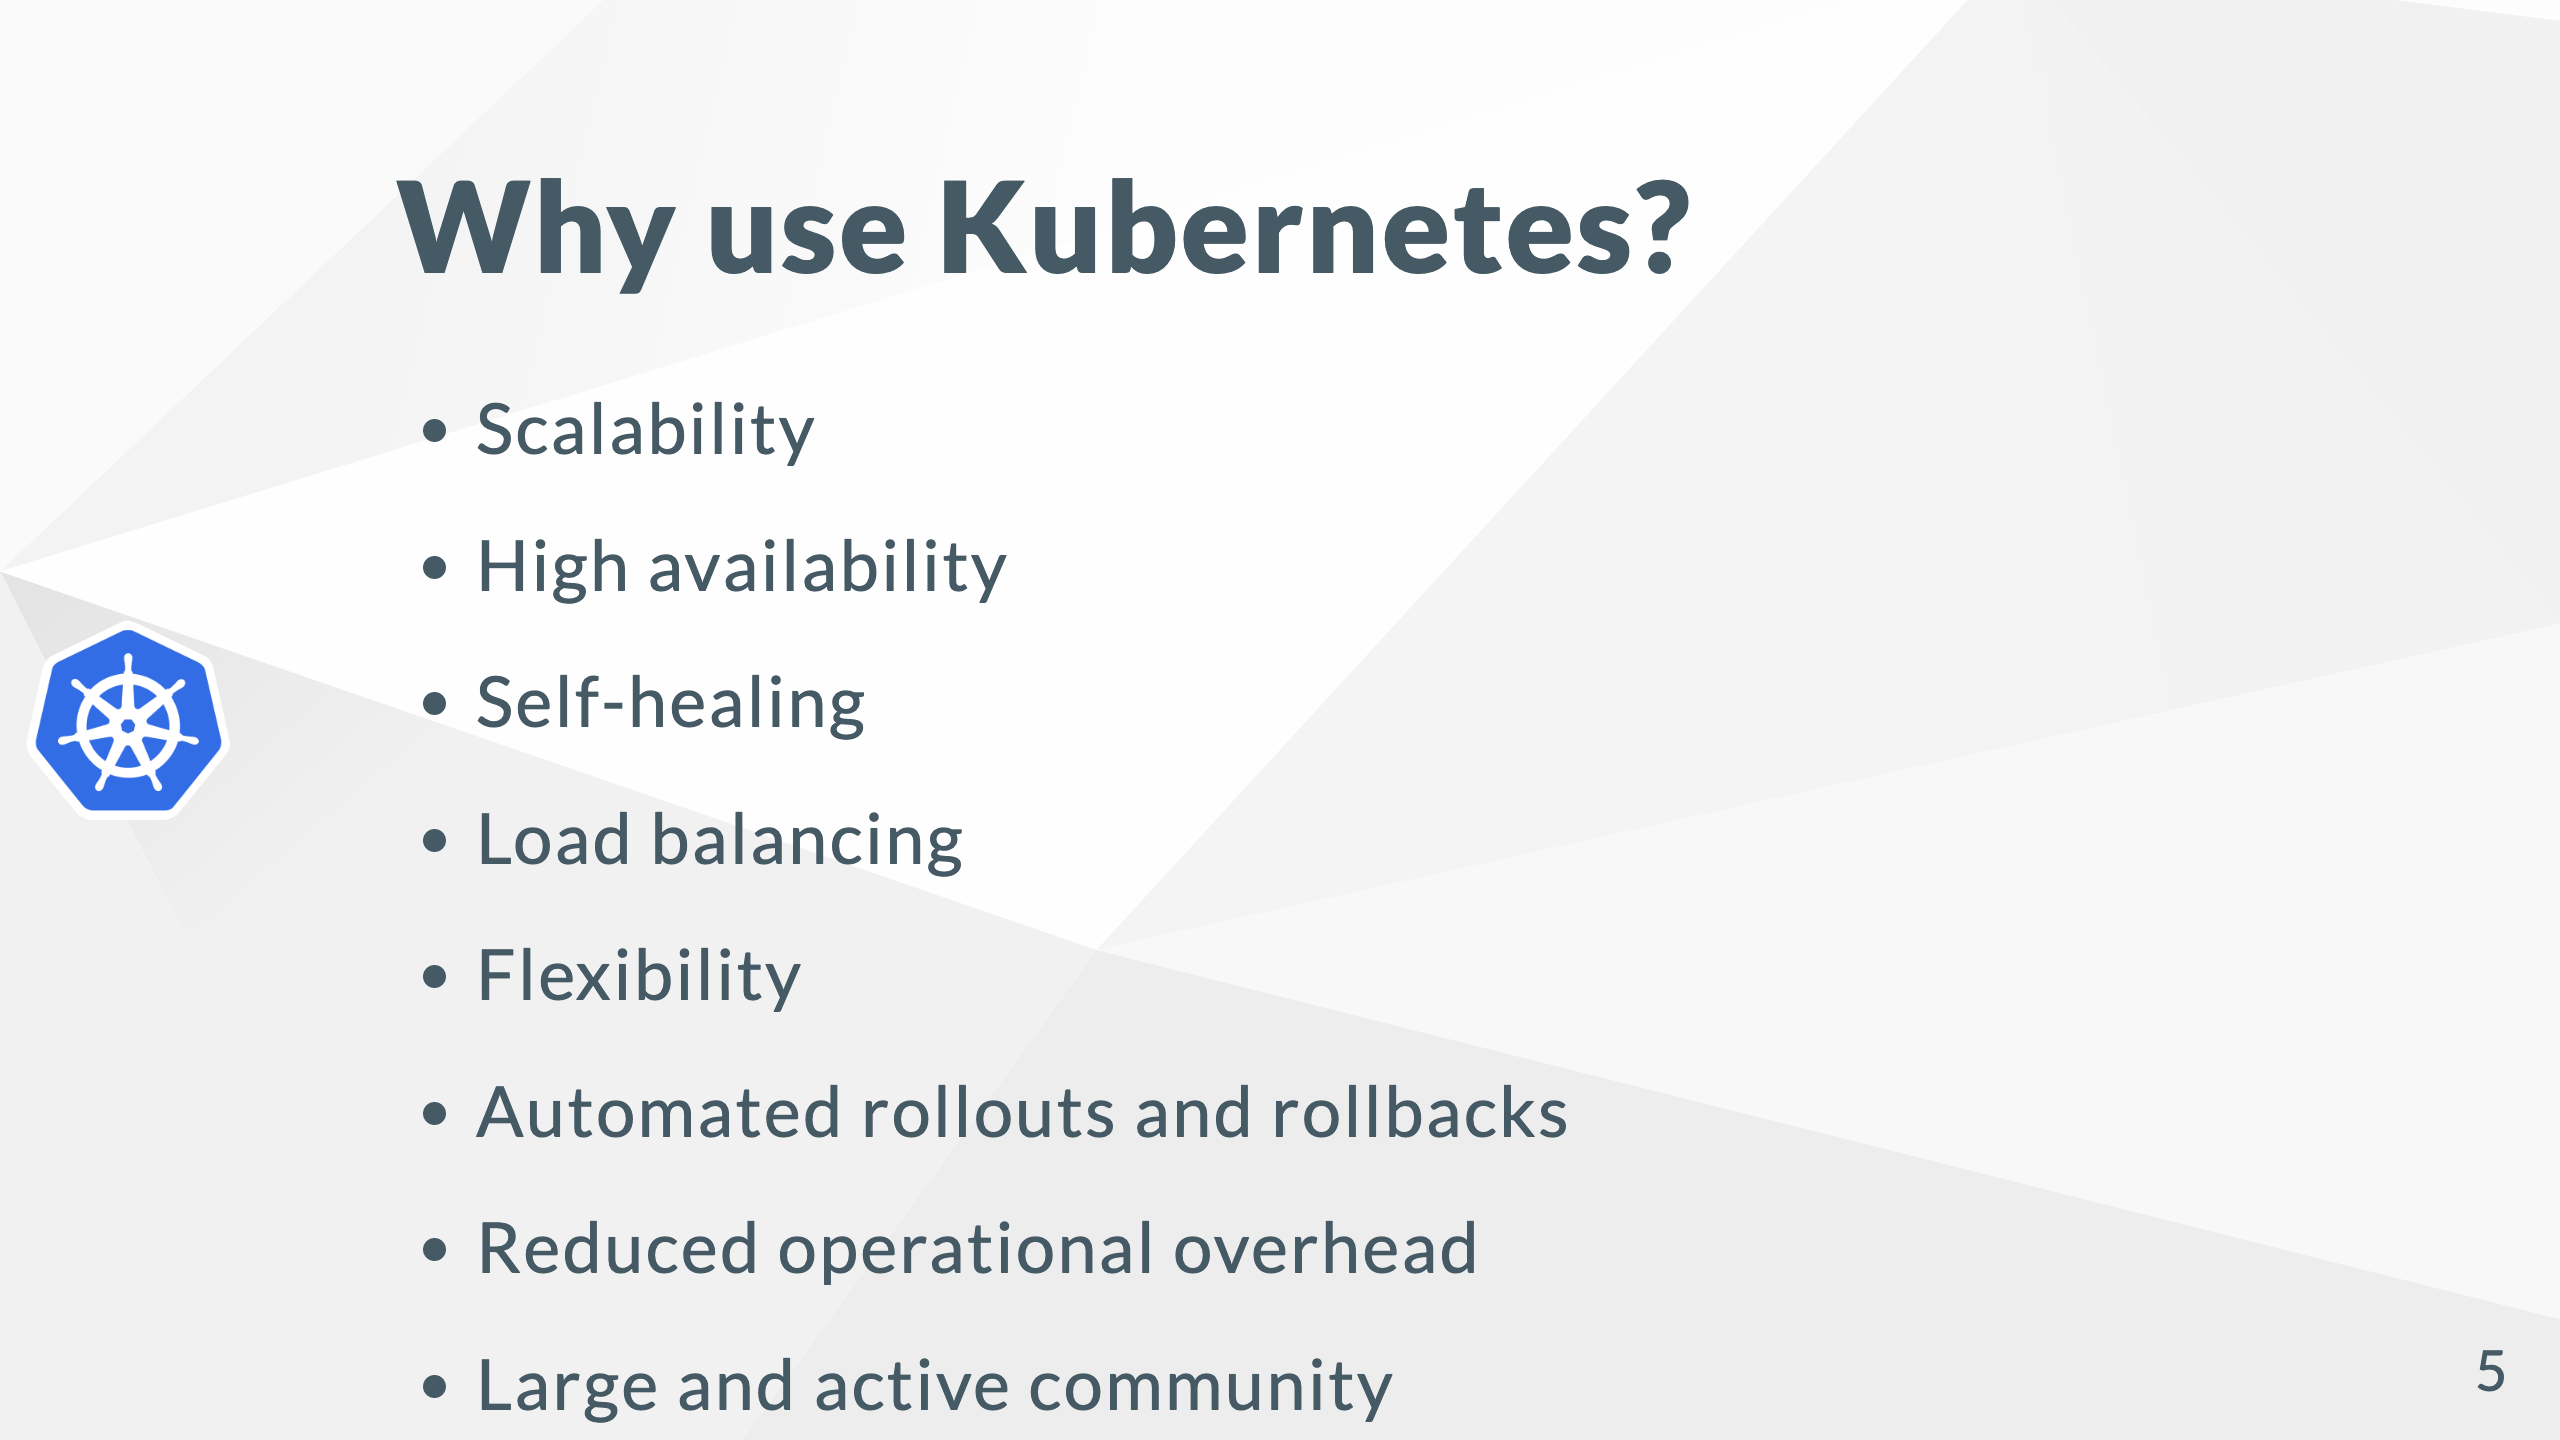 Why use Kubernetes?
• Scalability
• High availability
• Self-healing
• Load balancing
• Flexibility
• Automated rollouts and rollbacks
• Reduced operational overhead
• Large and active community
5